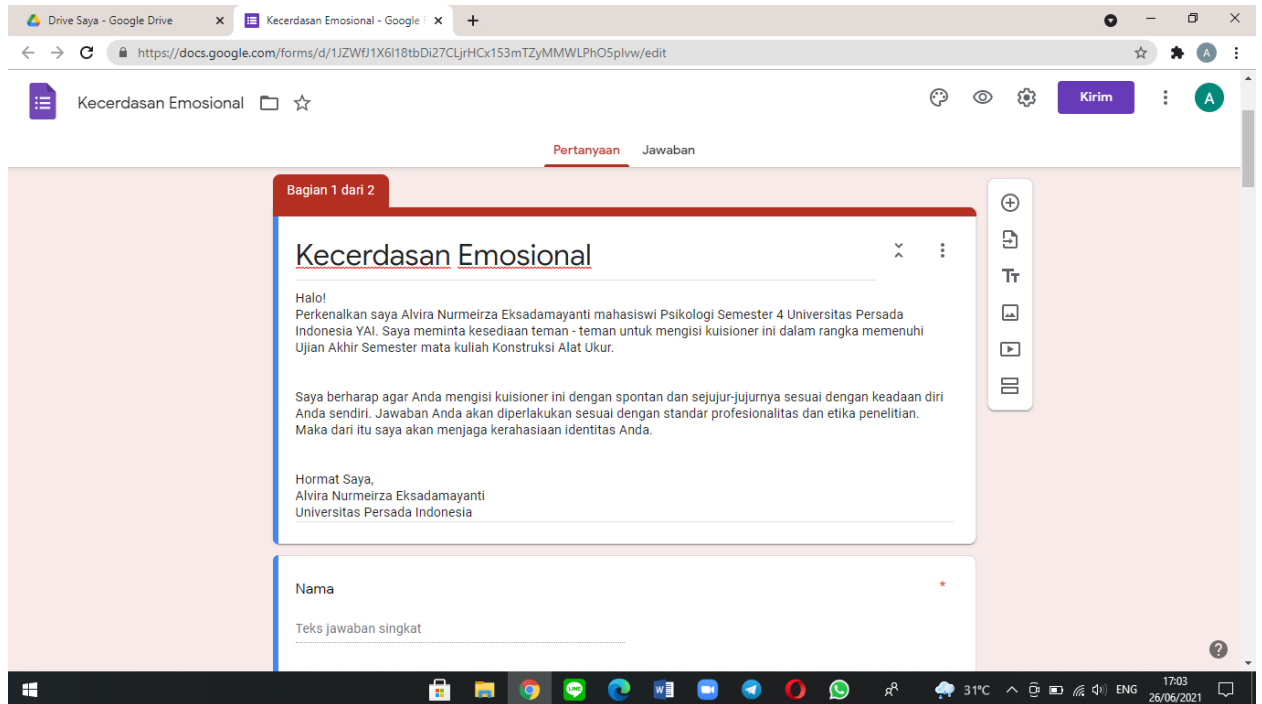 Drive Saya - Google Drive
Kecerdasan Emosional - Google F
https://docs.google.com/forms/d/1JZWfJ1X6I18tbDi27CLjrHCx153mTZyMMWLPhO5plvw/edit
A
Kecerdasan Emosional
Kirim
A
Pertanyaan Jawaban
Bagian 1 dari 2
Kecerdasan Emosional
Halo!
Perkenalkan saya Alvira Nurmeirza Eksadamayanti mahasiswi Psikologi Semester 4 Universitas Persada
Indonesia YAI. Saya meminta kesediaan teman - teman untuk mengisi kuisioner ini dalam rangka memenuhi
Ujian Akhir Semester mata kuliah Konstruksi Alat Ukur.
Saya berharap agar Anda mengisi kuisioner ini dengan spontan dan sejujur-jujurnya sesuai dengan keadaan diri
Anda sendiri. Jawaban Anda akan diperlakukan sesuai dengan standar profesionalitas dan etika penelitian.
Maka dari itu saya akan menjaga kerahasiaan identitas Anda.
Hormat Saya,
Alvira Nurmeirza Eksadamayanti
Universitas Persada Indonesia
Tт
Nama *
Teks jawaban singkat
LINE
W
31°C
ENG
17:03
26/06/2021